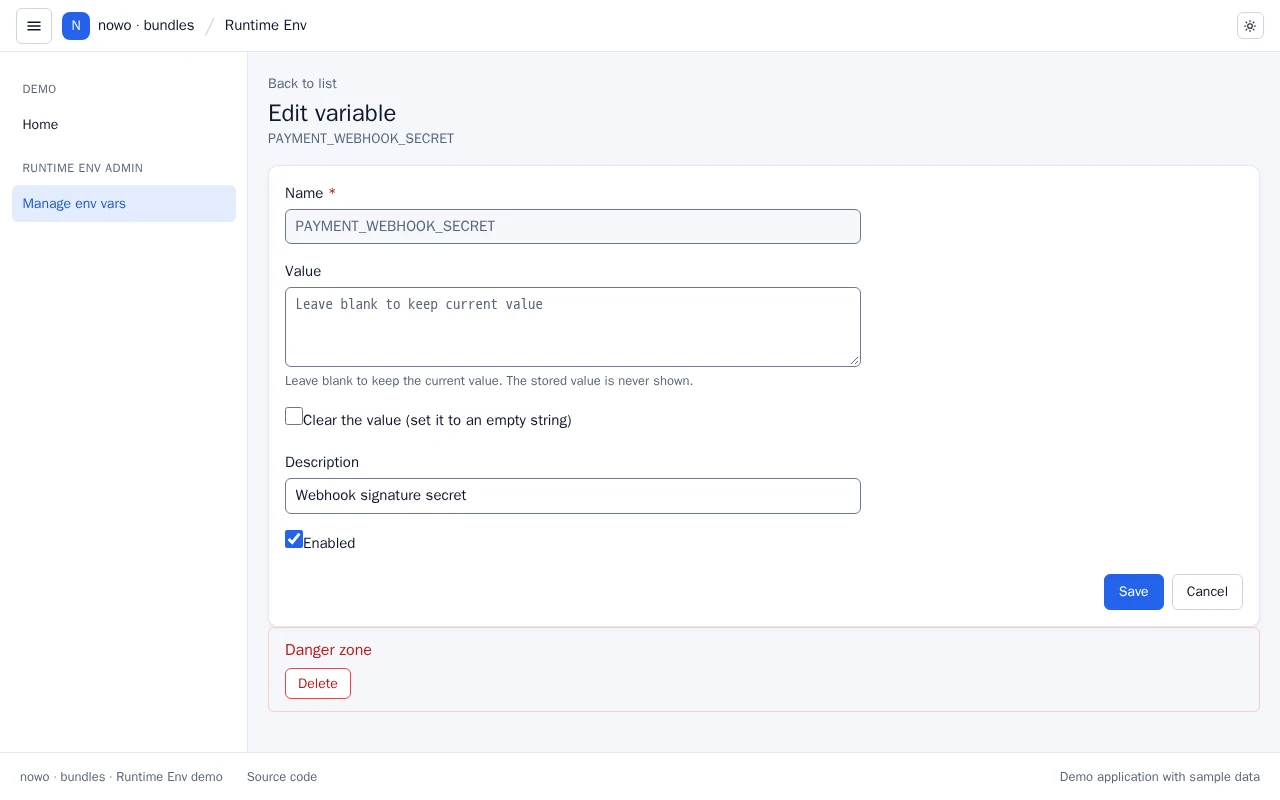 N nowo · bundles / Runtime Env
DEMO
Home
RUNTIME ENV ADMIN
Manage env vars
Back to list
Edit variable
PAYMENT_WEBHOOK_SECRET
Name *
PAYMENT_WEBHOOK_SECRET
Value
Leave blank to keep current value
Leave blank to keep the current value. The stored value is never shown.
Clear the value (set it to an empty string)
Description
Webhook signature secret
Enabled
Save Cancel
Danger zone
Delete
nowo · bundles · Runtime Env demo Source code Demo application with sample data